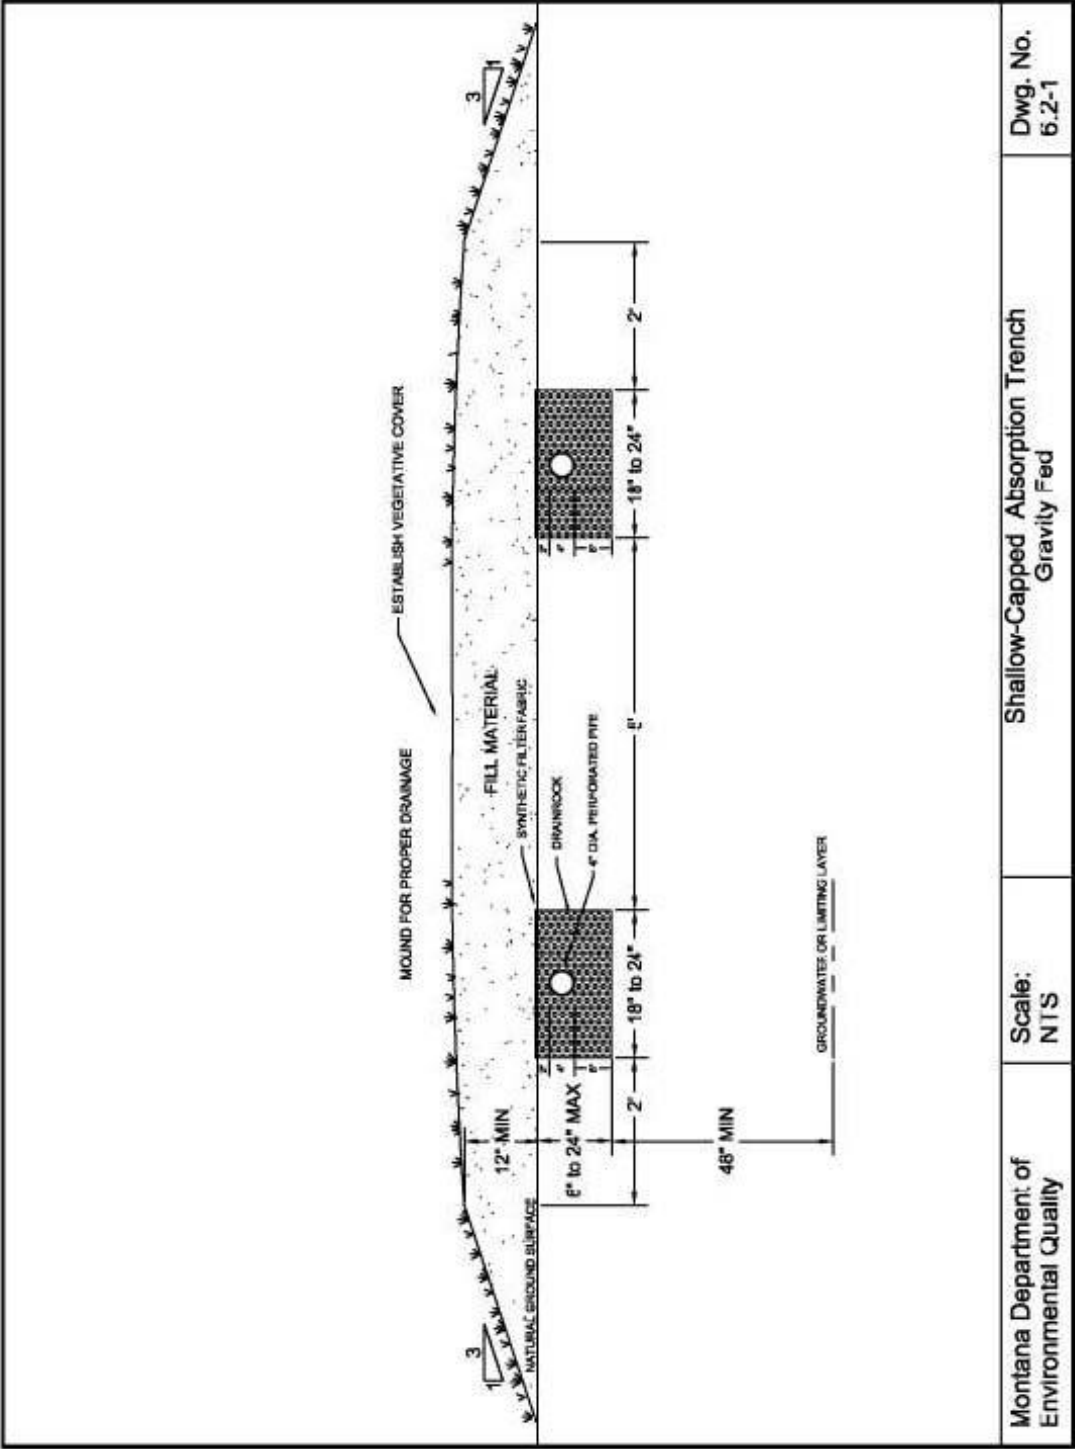 ESTABLISH VEGETATIVE COVER
MOUND FOR PROPER DRAINAGE
3
1
3
1
FILL MATERIAL
12" MIN
NATURAL GROUND SURFACE
SYNTHETIC FILTER FABRIC
DRAINROCK
4" DIA. PERFORATED PIPE
6" to 24" MAX
4"
6"
4"
6"
2'
18" to 24"
18" to 24"
2'
48" MIN
GROUNDWATER OR LIMITING LAYER
Montana Department of
Environmental Quality
Scale:
NTS
Shallow-Capped Absorption Trench
Gravity Fed
Dwg. No.
6.2-1